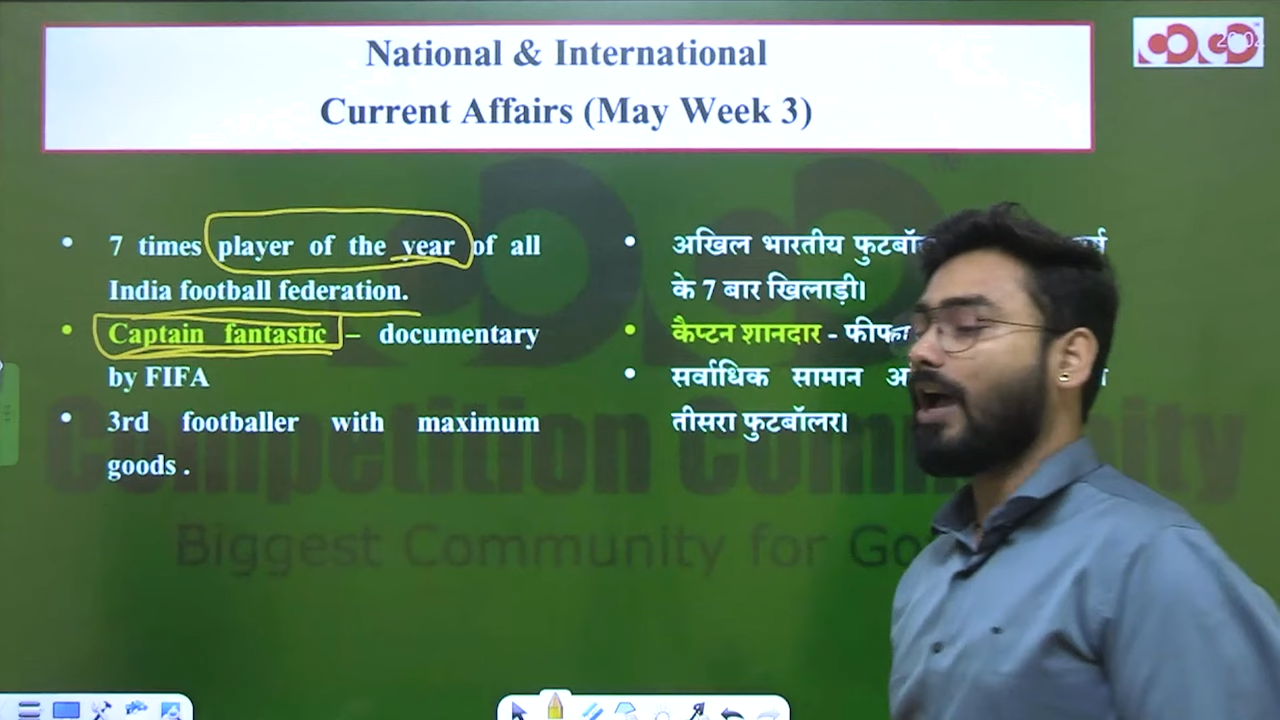 National & International
Current Affairs (May Week 3)
7 times player of the year of all
India football federation.
Captain fantastic – documentary
by FIFA
3rd footballer with maximum
goods .
अखिल भारतीय
के 7 बार खिलाड़ी।
कैप्टन शानदार -
सर्वाधिक सामान
तीसरा फुटबॉलर।
Competition Community
Biggest Community for